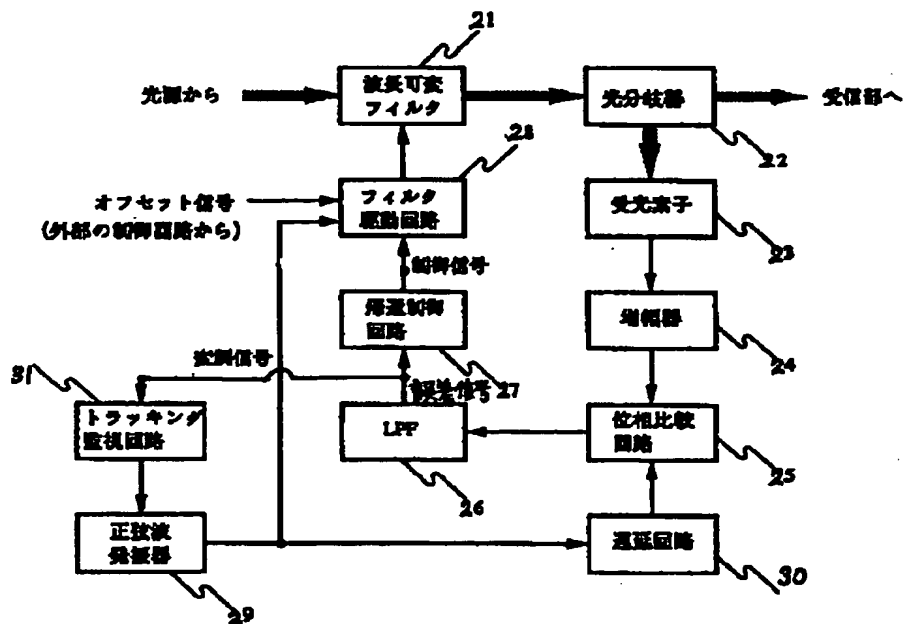 21
光源から
波長可変
フィルタ
光分岐器
受信部へ
22
28
オフセット信号
(外部の制御回路から)
フィルタ
駆動回路
受光素子
23
制御信号
帰還制御
回路
27
増幅器
24
変調信号
誤差信号
31
トラッキング
監視回路
LPF
26
位相比較
回路
25
正弦波
発振器
29
遅延回路
30